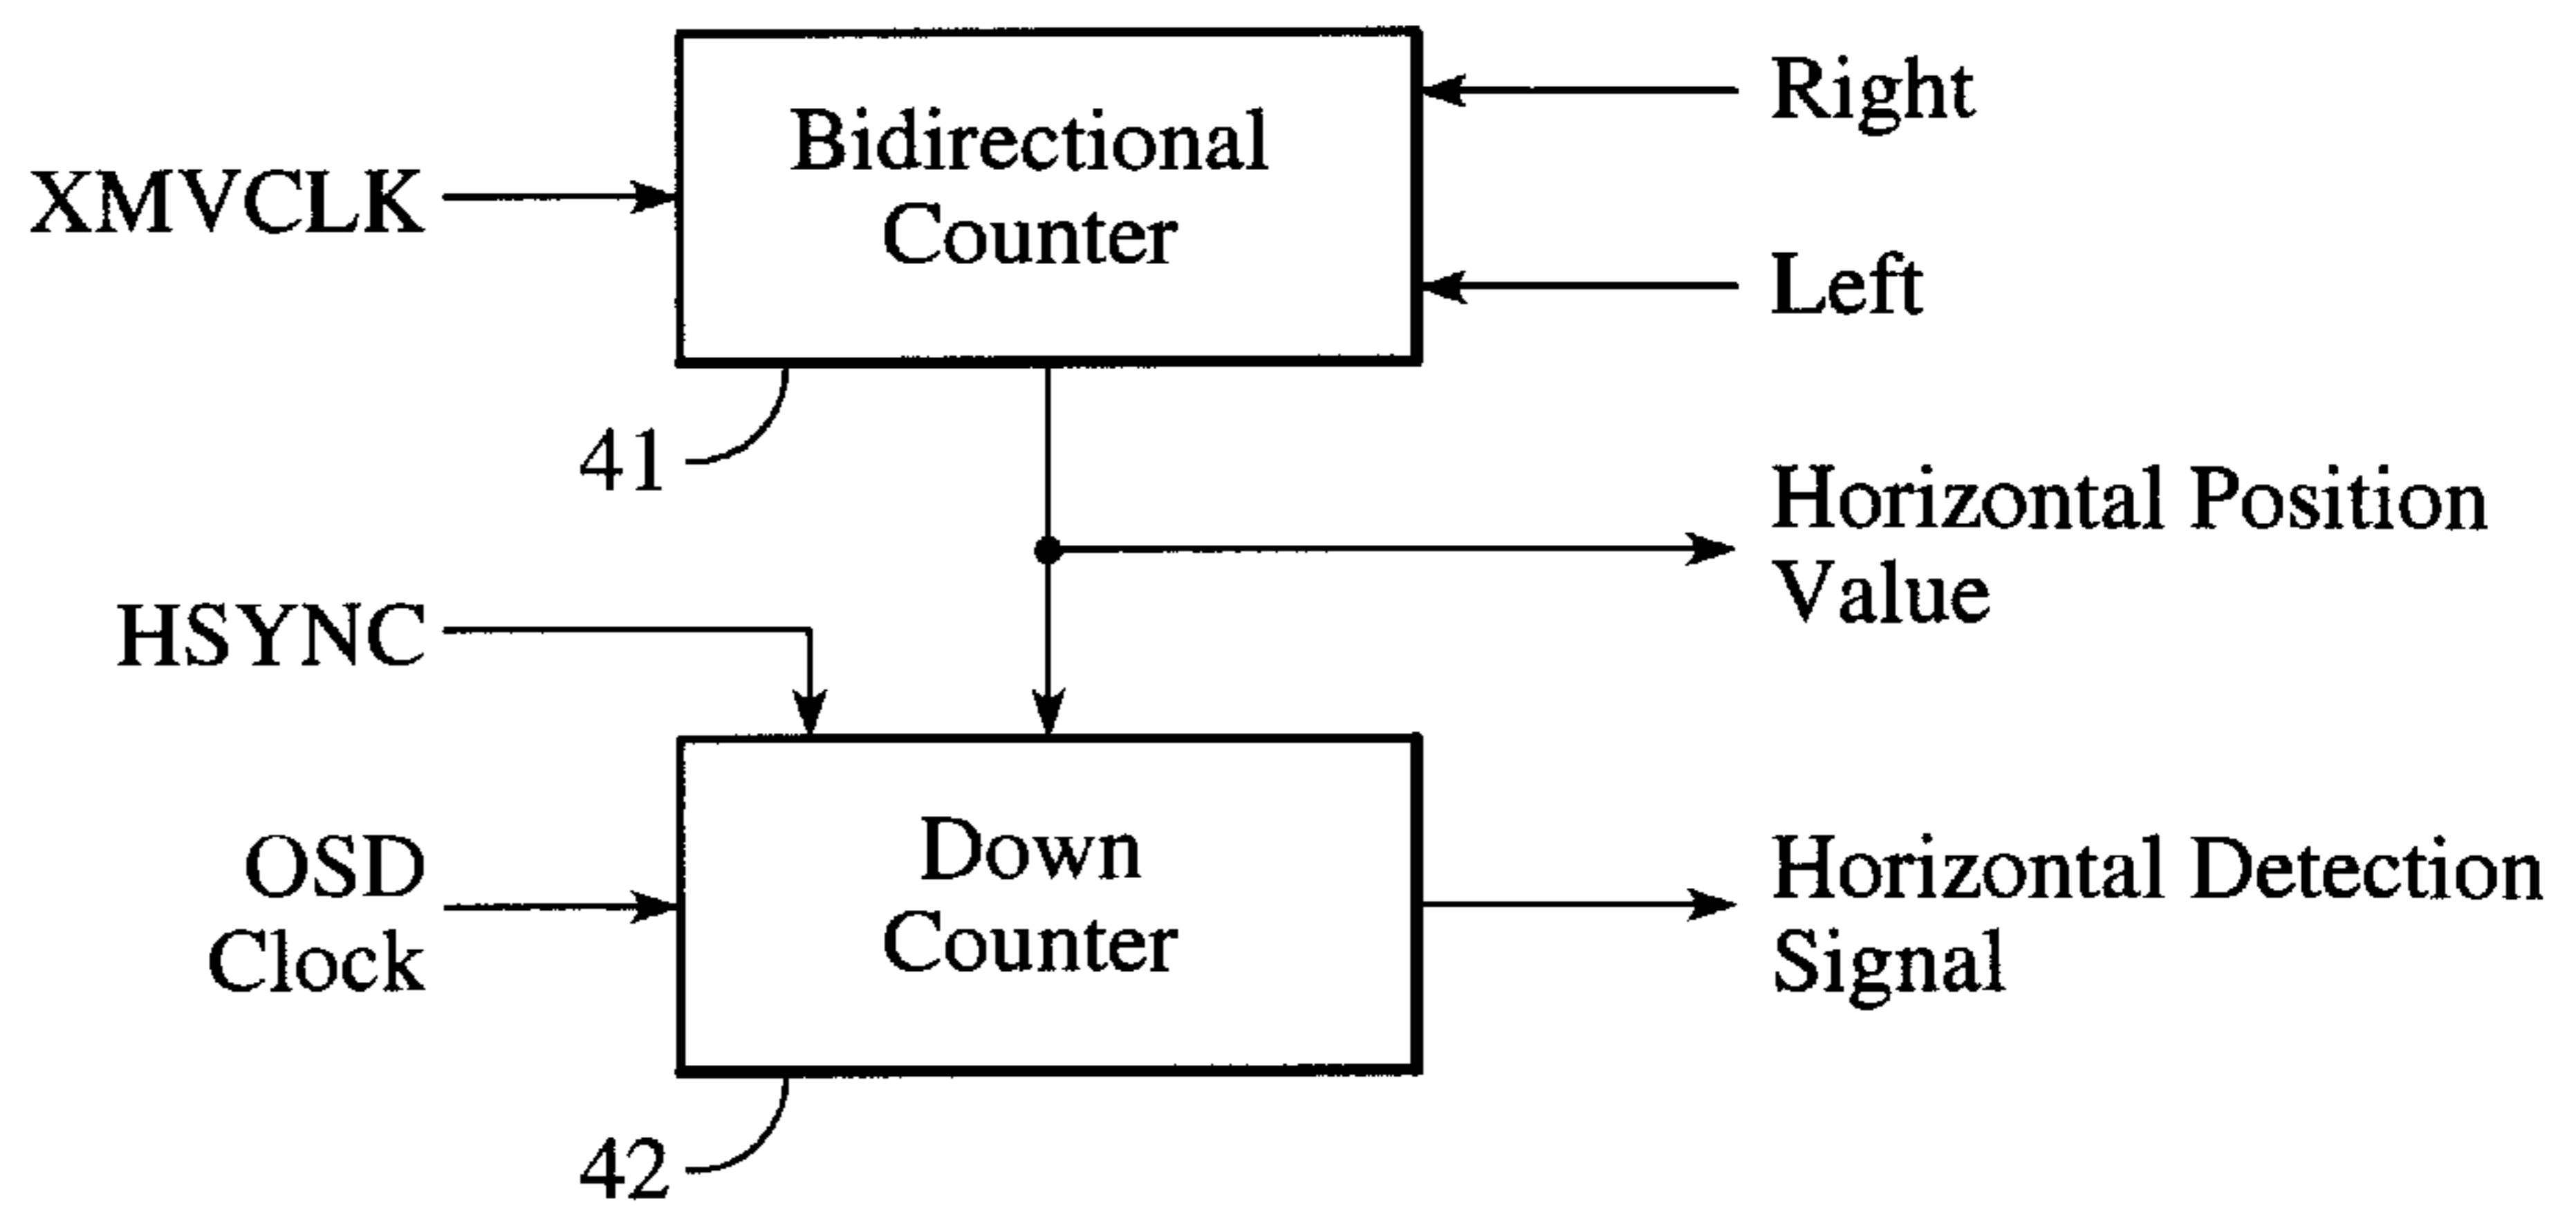 Bidirectional
Counter
Right
Left
XMVCLK
41
Horizontal Position
Value
HSYNC
OSD
Clock
Down
Counter
Horizontal Detection
Signal
42